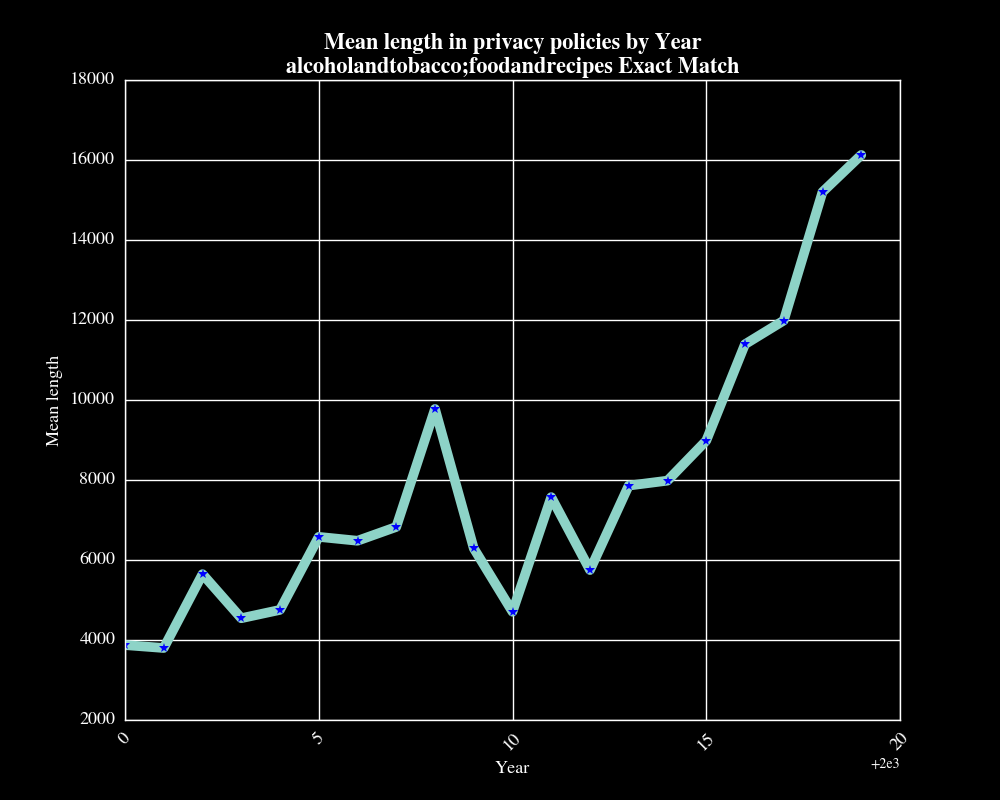 Mean length in privacy policies by Year
alcoholandtobacco;foodandrecipes Exact Match
18000
16000
14000
12000
10000
8000
6000
4000
2000
Mean length
0
5
10
15
20
Year
+2e3